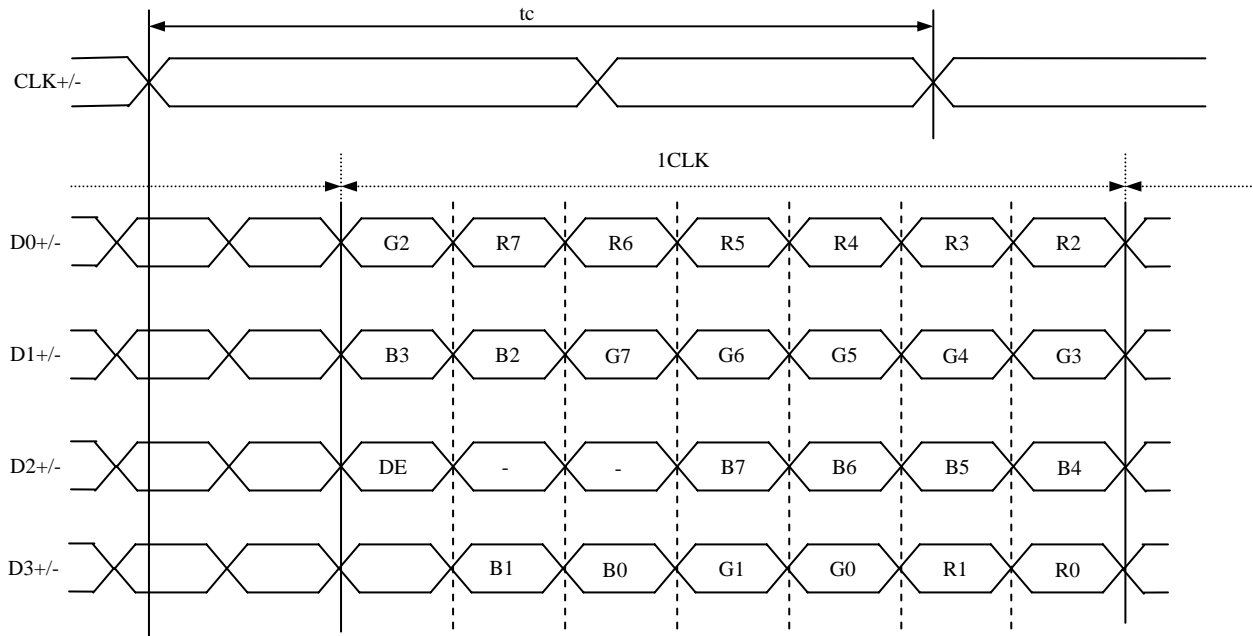 tc
CLK+/-
1CLK
D0+/- G2 R7 R6 R5 R4 R3 R2
D1+/- B3 B2 G7 G6 G5 G4 G3
D2+/- DE - - B7 B6 B5 B4
D3+/- B1 B0 G1 G0 R1 R0